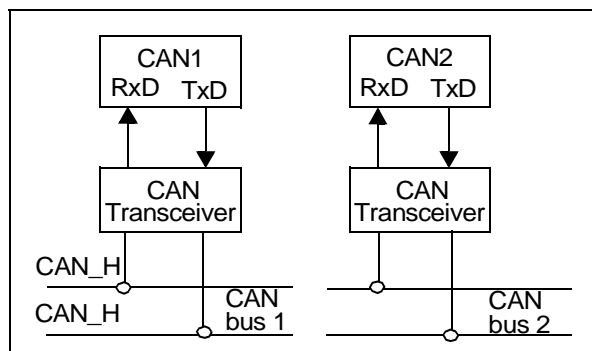 CAN1
RxD TxD
CAN
Transceiver
CAN_H
CAN_H
CAN
bus 1
CAN2
RxD TxD
CAN
Transceiver
CAN
bus 2